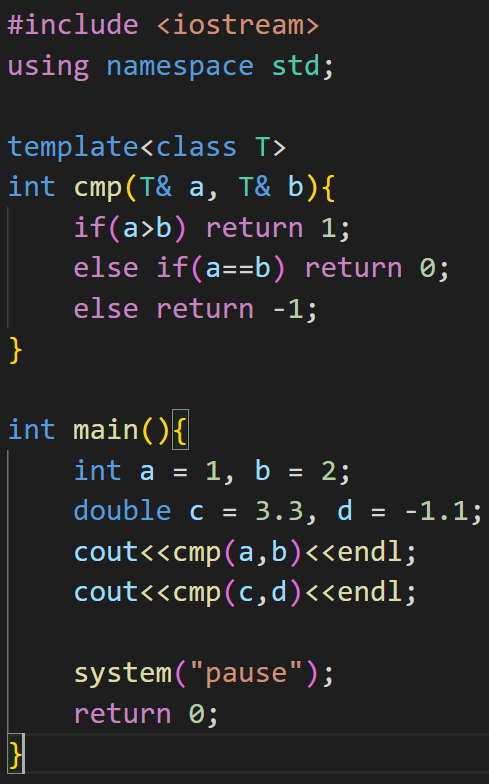 #include <iostream>
using namespace std;
template<class T>
int cmp(T& a, T& b){
if(a>b) return 1;
else if(a==b) return 0;
else return -1;
}
int main(){
int a = 1, b = 2;
double c = 3.3, d = -1.1;
cout<<cmp(a,b)<<endl;
cout<<cmp(c,d)<<endl;
system("pause");
return 0;
}